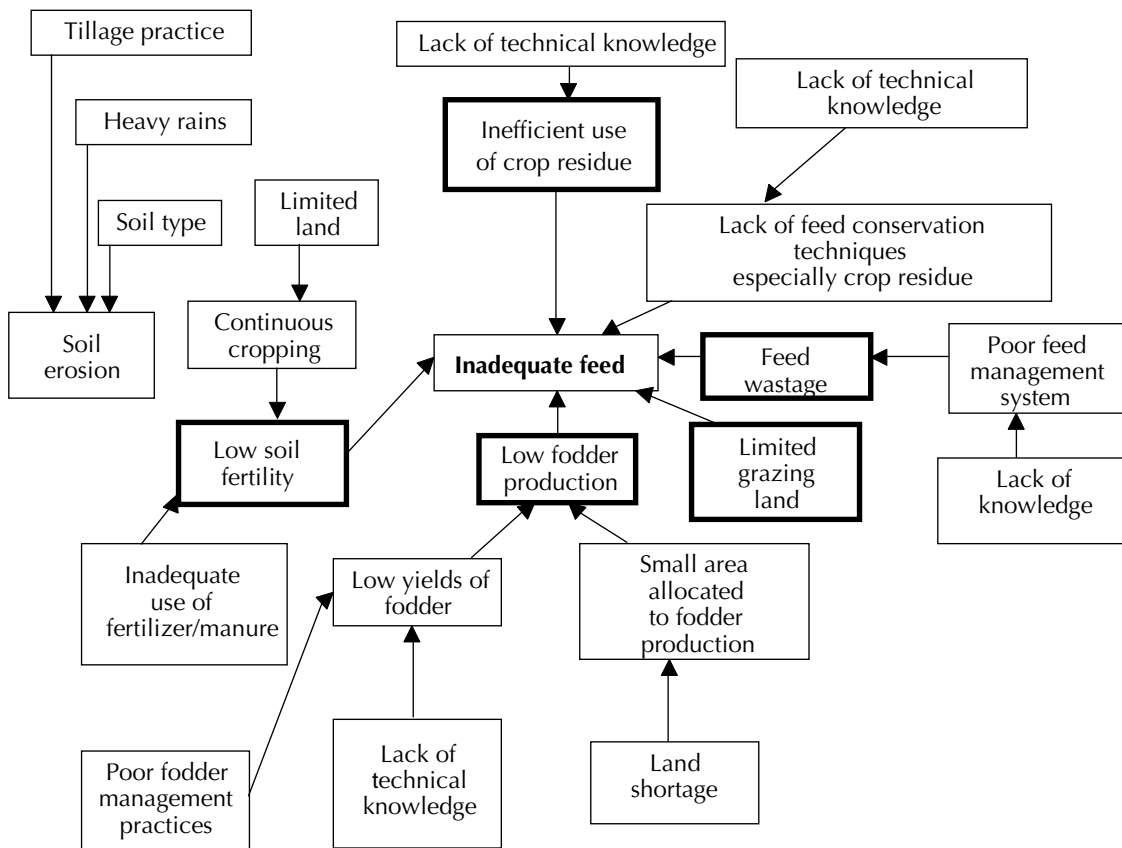 Tillage practice
Lack of technical knowledge
Lack of technical
knowledge
Heavy rains
Inefficient use
of crop residue
Soil type
Limited
land
Lack of feed conservation
techniques
especially crop residue
Soil
erosion
Continuous
cropping
Inadequate feed
Feed
wastage
Poor feed
management
system
Low soil
fertility
Low fodder
production
Limited
grazing
land
Lack of
knowledge
Inadequate
use of
fertilizer/manure
Low yields of
fodder
Small area
allocated
to fodder
production
Poor fodder
management
practices
Lack of
technical
knowledge
Land
shortage